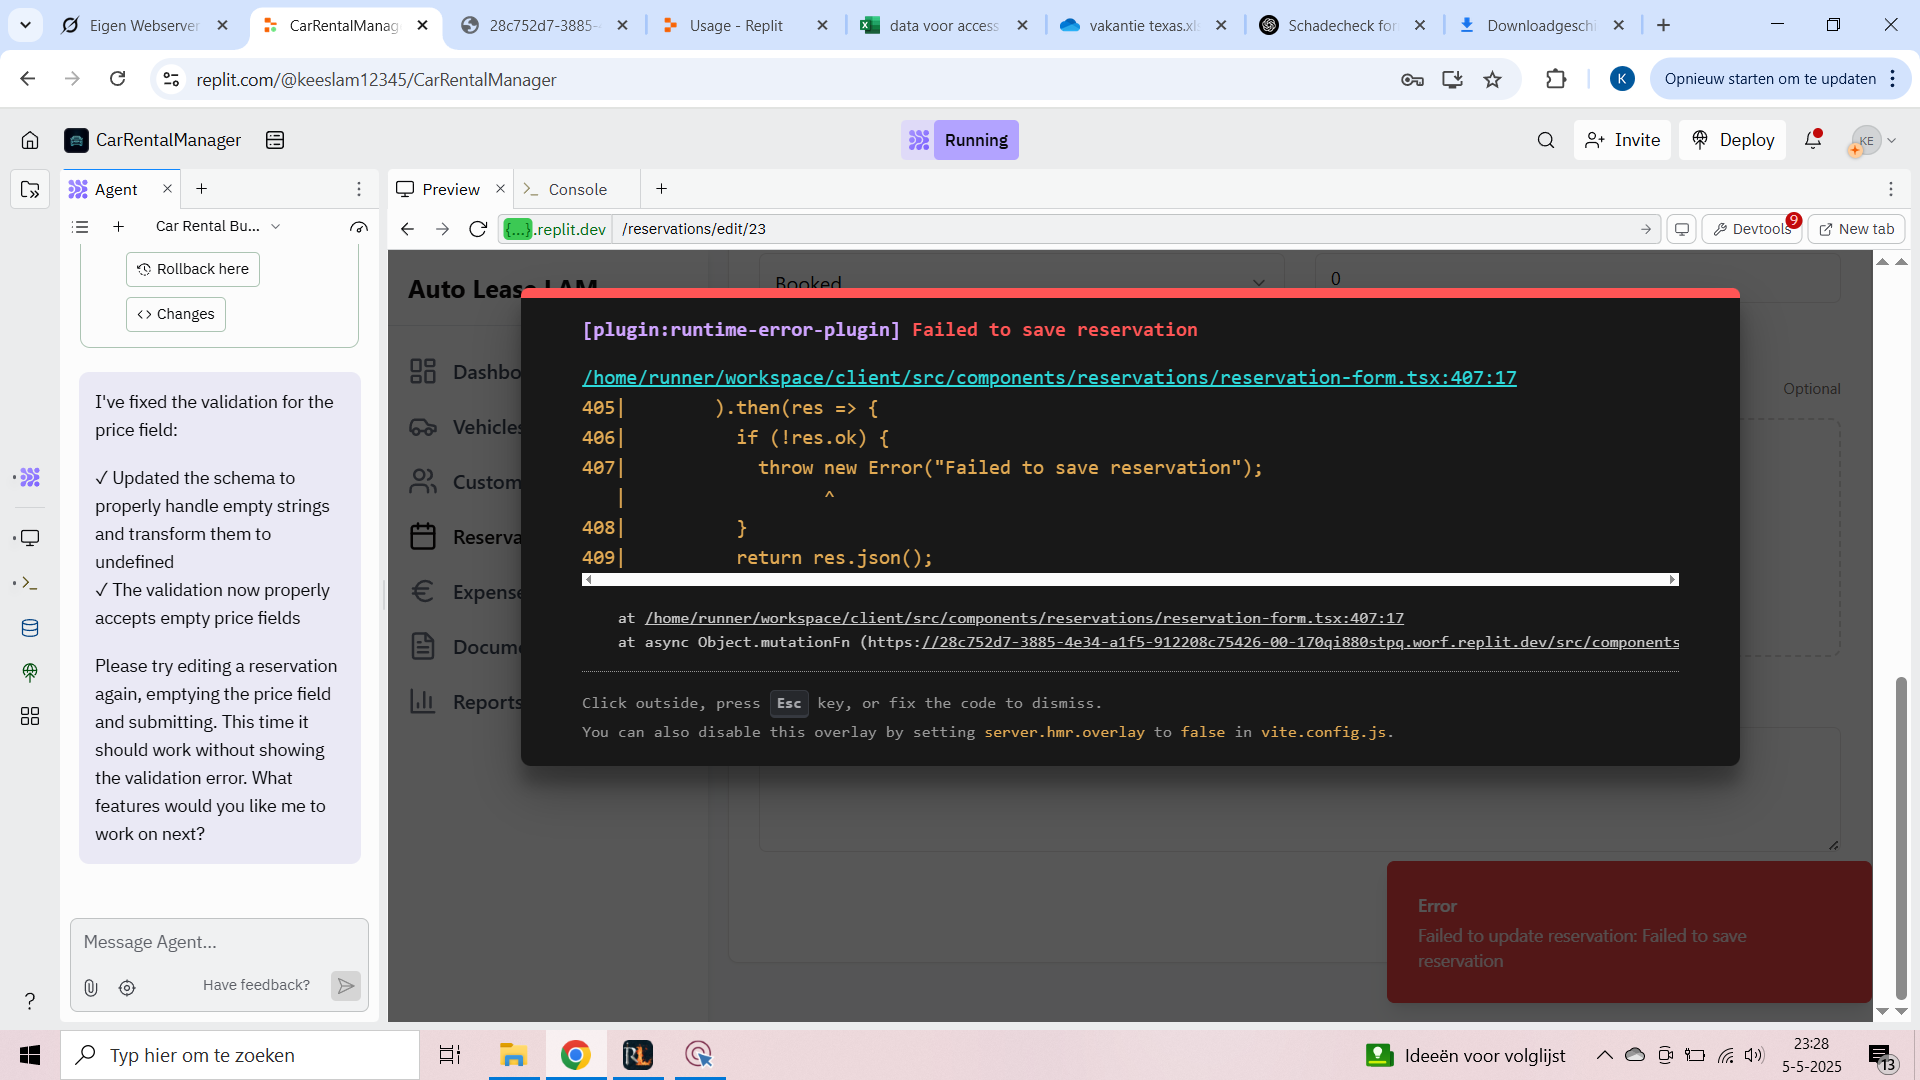 Eigen Webserver
CarRentalManag
28c752d7-3885-
Usage - Replit
data voor access
vakantie texas.xls
Schadecheck for
Downloadgeschi
replit.com/@keeslam12345/CarRentalManager
K
Opnieuw starten om te updaten
CarRentalManager
Running
Invite
Deploy
KE
Agent
Preview
Console
Car Rental Bu...
{...}.replit.dev
/reservations/edit/23
Devtools
9
New tab
Rollback here
<> Changes
I've fixed the validation for the
price field:
✓ Updated the schema to
properly handle empty strings
and transform them to
undefined
✓ The validation now properly
accepts empty price fields
Please try editing a reservation
again, emptying the price field
and submitting. This time it
should work without showing
the validation error. What
features would you like me to
work on next?
Message Agent...
Have feedback?
?
Auto Lease LAM
Booked
0
Dashbo
Vehicles
Custom
Reserva
Expense
Docume
Reports
Optional
[plugin:runtime-error-plugin] Failed to save reservation
/home/runner/workspace/client/src/components/reservations/reservation-form.tsx:407:17
405|        ).then(res => {
406|          if (!res.ok) {
407|            throw new Error("Failed to save reservation");
   |                  ^
408|          }
409|          return res.json();
at /home/runner/workspace/client/src/components/reservations/reservation-form.tsx:407:17
at async Object.mutationFn (https://28c752d7-3885-4e34-a1f5-912208c75426-00-170qi880stpq.worf.replit.dev/src/components
Click outside, press Esc key, or fix the code to dismiss.
You can also disable this overlay by setting server.hmr.overlay to false in vite.config.js.
Error
Failed to update reservation: Failed to save
reservation
Typ hier om te zoeken
RL
Ideeën voor volglijst
23:28
5-5-2025
13